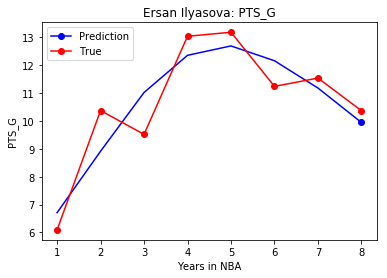 Ersan Ilyasova: PTS_G
Prediction
True
PTS_G
13
12
11
10
9
8
7
6
1 2 3 4 5 6 7 8
Years in NBA